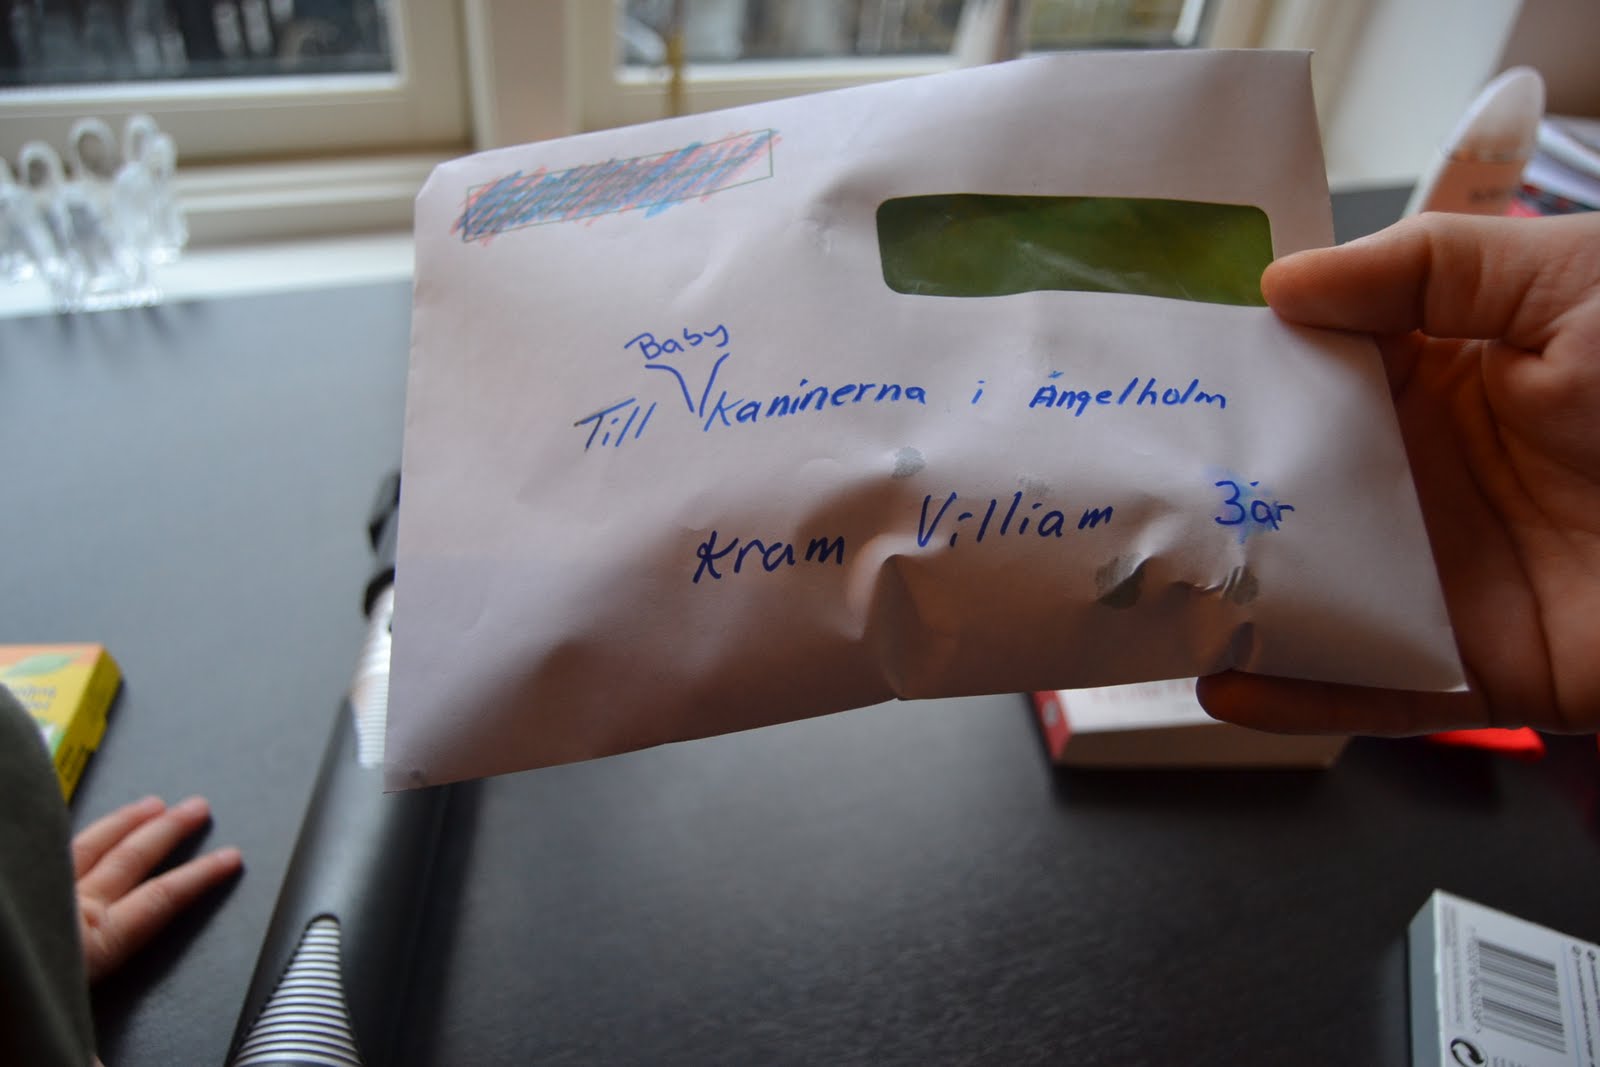 Baby
Till Kaninerna i Ängelholm
Kram Villiam 3år